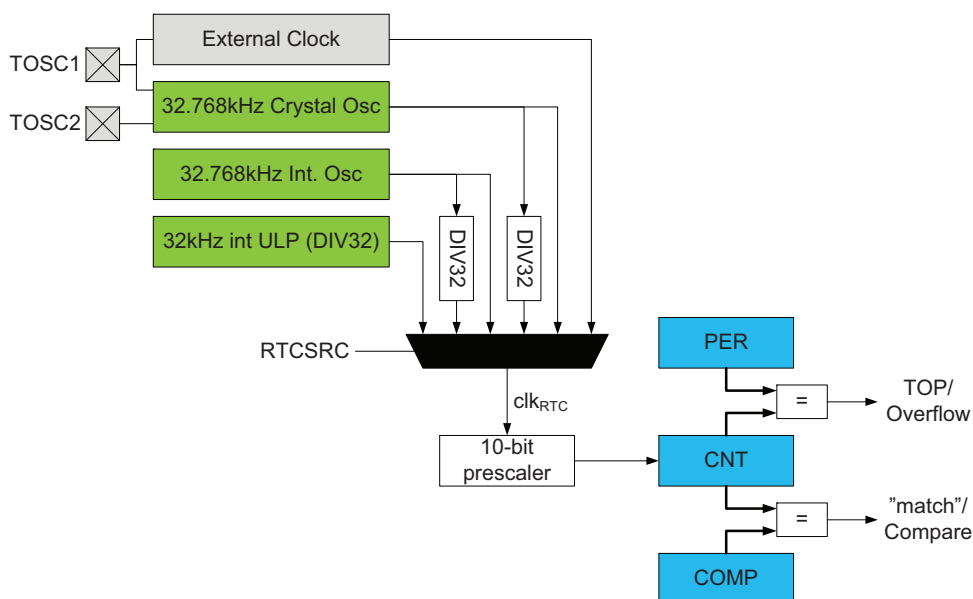 External Clock
TOSC1
32.768kHz Crystal Osc
TOSC2
32.768kHz Int. Osc
32kHz int ULP (DIV32)
DIV32
DIV32
RTCSRC
PER
clkRTC
=
TOP/
Overflow
10-bit
prescaler
CNT
=
”match”/
Compare
COMP